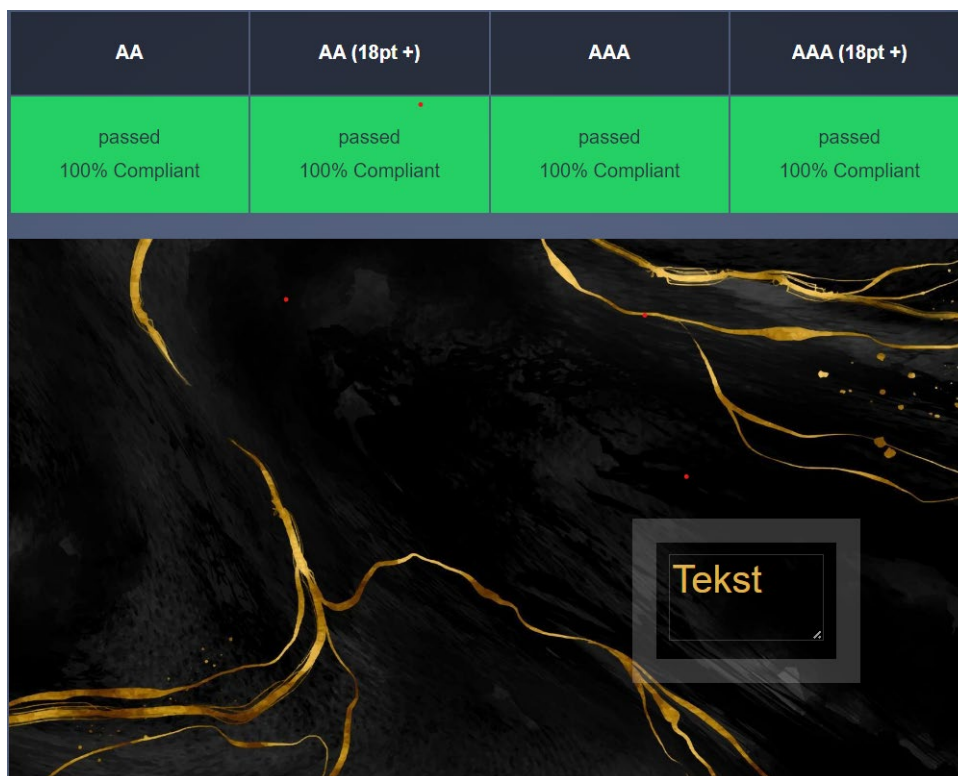 AA
AA (18pt +)
AAA
AAA (18pt +)
passed
100% Compliant
passed
100% Compliant
passed
100% Compliant
passed
100% Compliant
Tekst